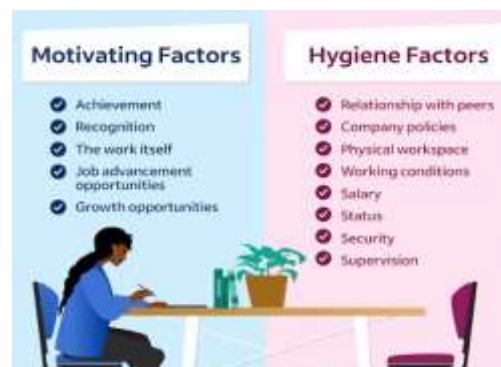 Motivating Factors
Achievement
Recognition
The work itself
Job advancement
opportunities
Growth opportunities
Hygiene Factors
Relationship with peers
Company policies
Physical workspace
Working conditions
Salary
Status
Security
Supervision